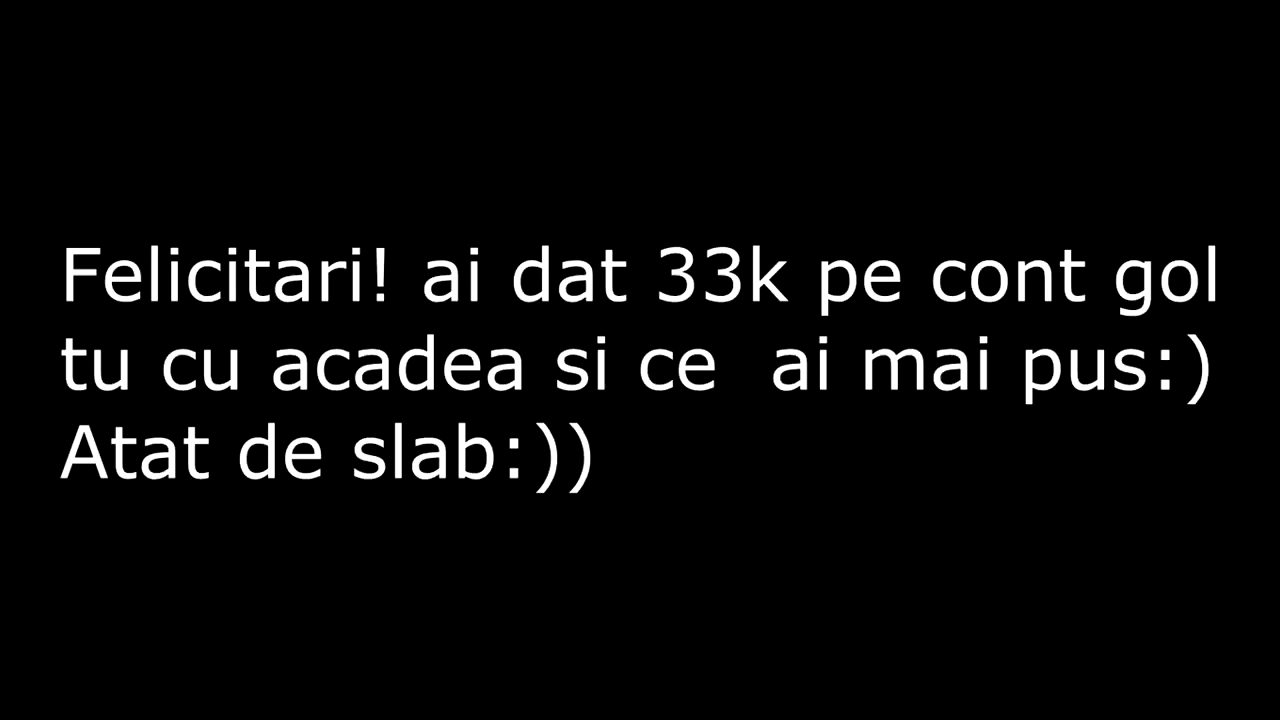 Felicitari! ai dat 33k pe cont gol
tu cu acadea si ce  ai mai pus:)
Atat de slab:))